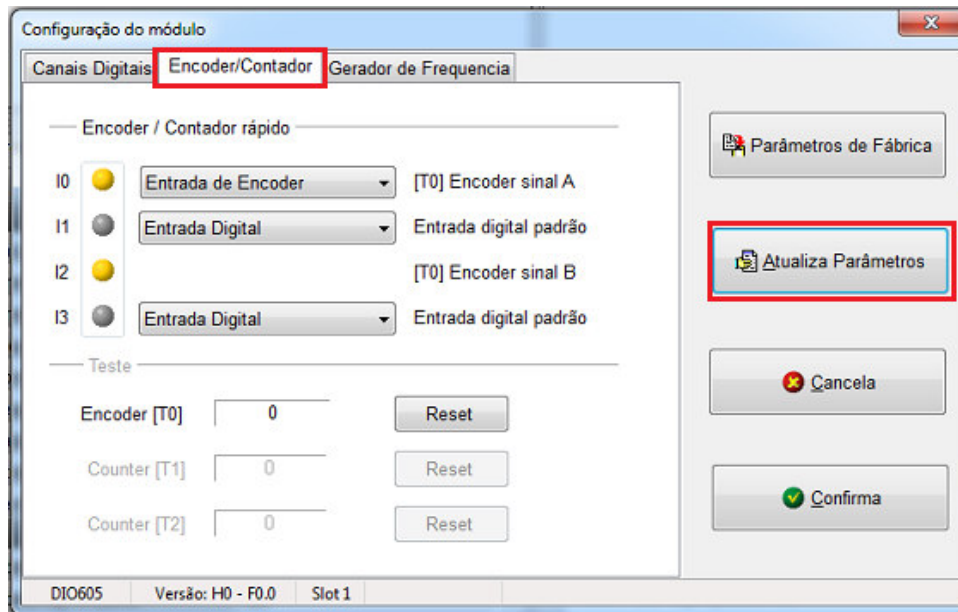 Configuração do módulo
Canais Digitais Encoder/Contador Gerador de Frequencia
Encoder / Contador rápido
I0 Entrada de Encoder [T0] Encoder sinal A
I1 Entrada Digital Entrada digital padrão
I2 [T0] Encoder sinal B
I3 Entrada Digital Entrada digital padrão
Teste
Encoder [T0] 0 Reset
Counter [T1] 0 Reset
Counter [T2] 0 Reset
Parâmetros de Fábrica
Atualiza Parâmetros
Cancela
Confirma
DIO605 Versão: H0 - F0.0 Slot 1